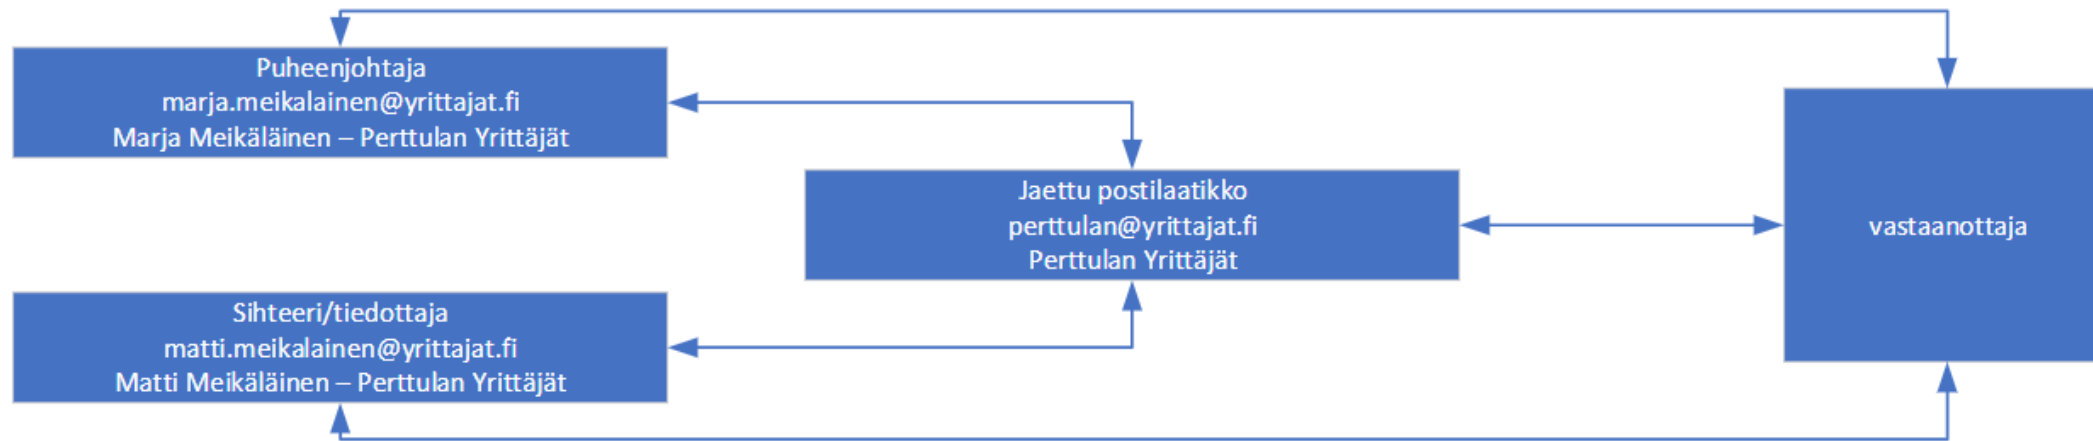 Puheenjohtaja
marja.meikalainen@yrittajat.fi
Marja Meikäläinen – Perttulan Yrittäjät
Jaettu postilaatikko
perttulan@yrittajat.fi
Perttulan Yrittäjät
vastaanottaja
Sihteeri/tiedottaja
matti.meikalainen@yrittajat.fi
Matti Meikäläinen – Perttulan Yrittäjät